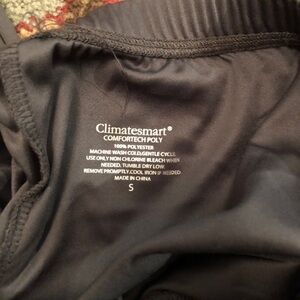 Climatesmart®
COMFORTECH POLY
100% POLYESTER
MACHINE WASH COLD/GENTLE CYCLE.
USE ONLY NON CHLORINE BLEACH WHEN
NEEDED. TUMBLE DRY LOW.
REMOVE PROMPTLY.COOL IRON IF NEEDED.
MADE IN CHINA
S